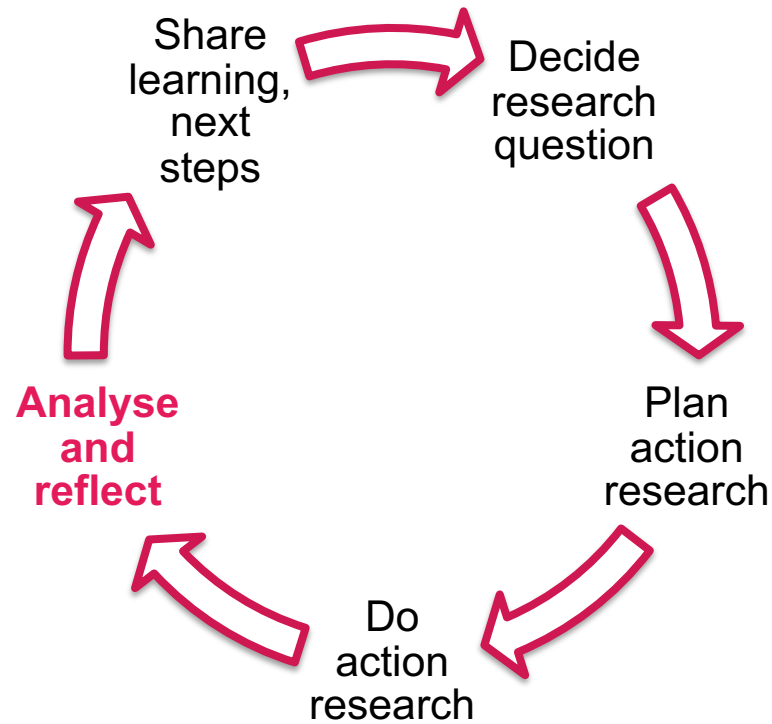 Share
learning,
next
steps
Decide
research
question
Plan
action
research
Do
action
research
Analyse
and
reflect